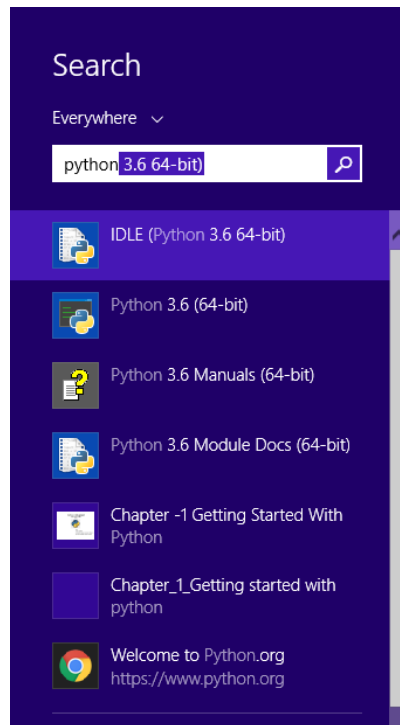 Search
Everywhere
python 3.6 64-bit)
IDLE (Python 3.6 64-bit)
Python 3.6 (64-bit)
Python 3.6 Manuals (64-bit)
Python 3.6 Module Docs (64-bit)
Chapter -1 Getting Started With
Python
Chapter_1_Getting started with
python
Welcome to Python.org
https://www.python.org